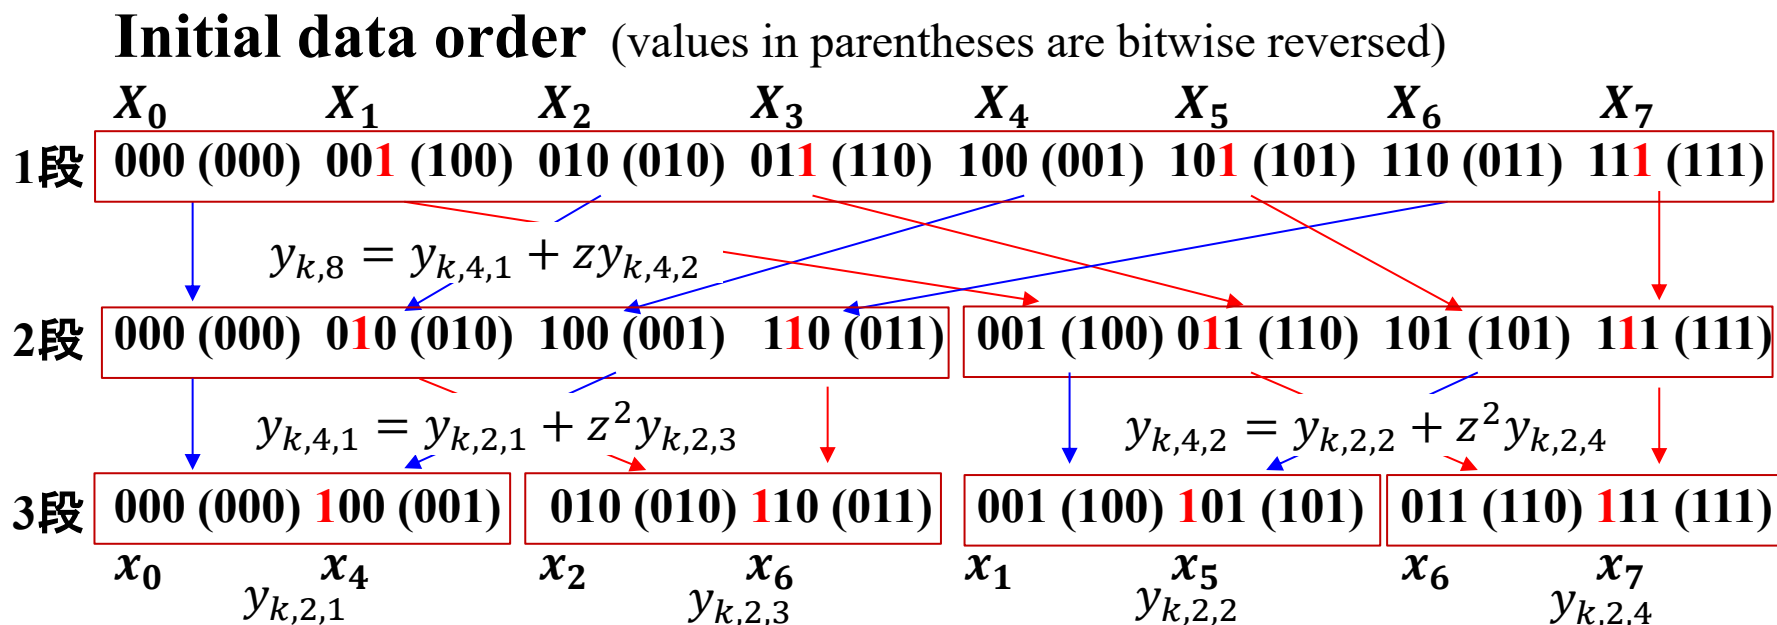 Initial data order (values in parentheses are bitwise reversed)
X₀ X₁ X₂ X₃ X₄ X₅ X₆ X₇
1段 000 (000) 001 (100) 010 (010) 011 (110) 100 (001) 101 (101) 110 (011) 111 (111)
yₖ,₈ = yₖ,₄,₁ + zyₖ,₄,₂
2段 000 (000) 010 (010) 100 (001) 110 (011) 001 (100) 011 (110) 101 (101) 111 (111)
yₖ,₄,₁ = yₖ,₂,₁ + z²yₖ,₂,₃ yₖ,₄,₂ = yₖ,₂,₂ + z²yₖ,₂,₄
3段 000 (000) 100 (001) 010 (010) 110 (011) 001 (100) 101 (101) 011 (110) 111 (111)
x₀ x₄ x₂ x₆ x₁ x₅ x₆ x₇
yₖ,₂,₁ yₖ,₂,₃ yₖ,₂,₂ yₖ,₂,₄